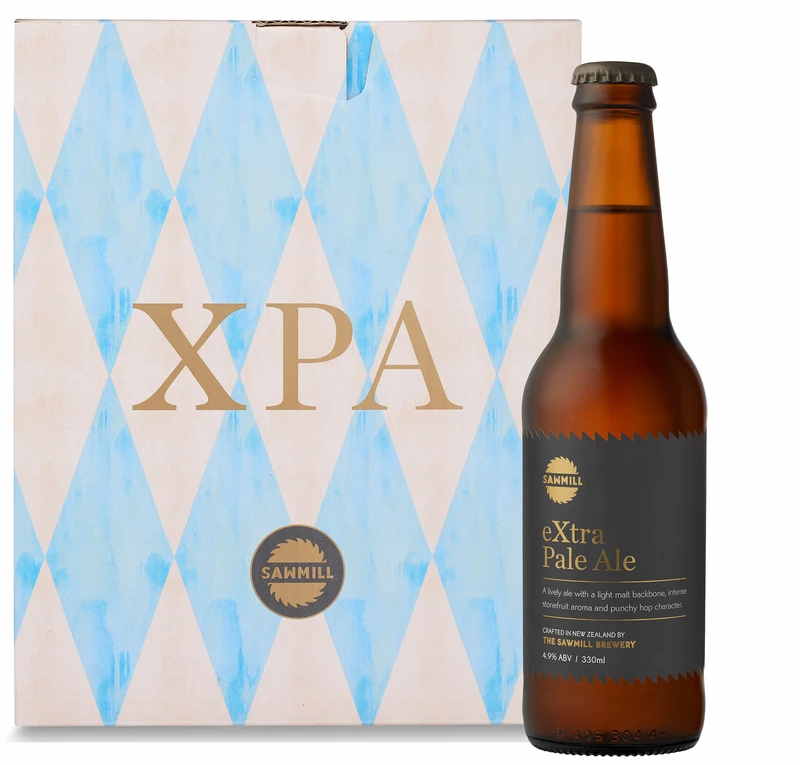 XPA
SAWMILL
SAWMILL
eXtra
Pale Ale
A lively ale with a light malt backbone, intense
stonefruit aroma and punchy hop character.
CRAFTED IN NEW ZEALAND BY
THE SAWMILL BREWERY
4.9% ABV / 330ml